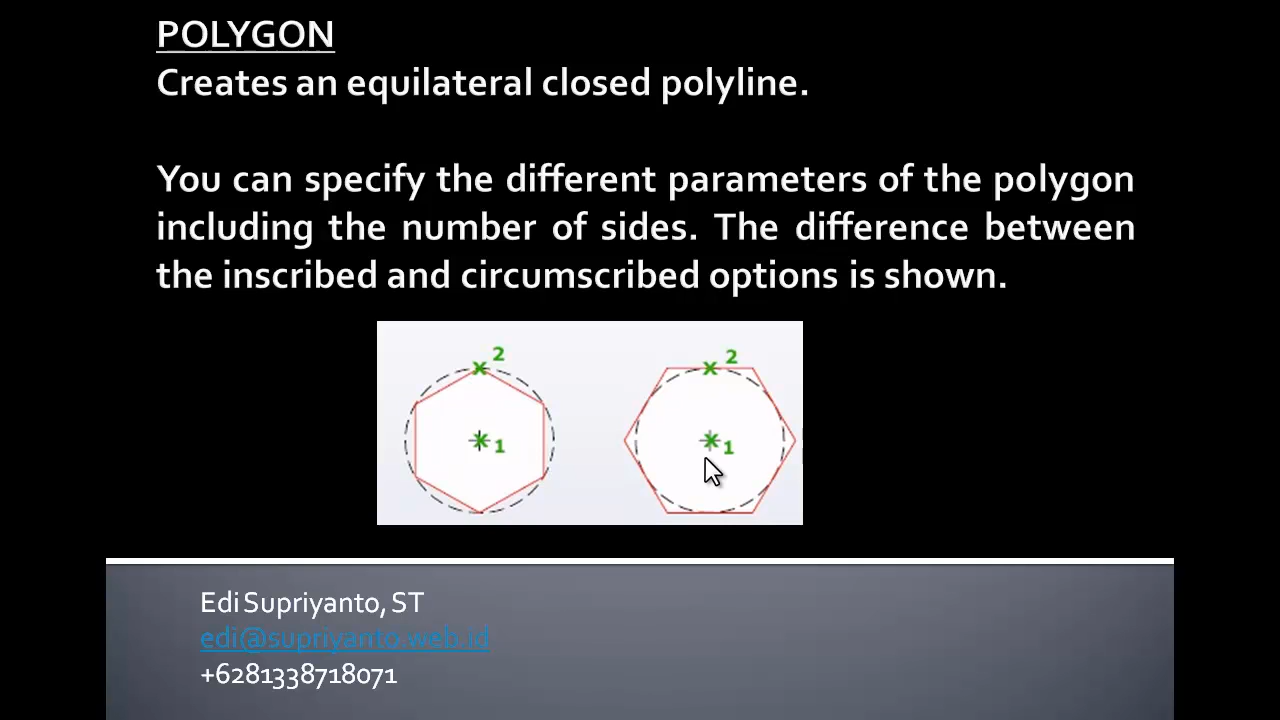 POLYGON
Creates an equilateral closed polyline.
You can specify the different parameters of the polygon
including the number of sides. The difference between
the inscribed and circumscribed options is shown.
2
1
2
1
Edi Supriyanto, ST
edi@supriyanto.web.id
+6281338718071